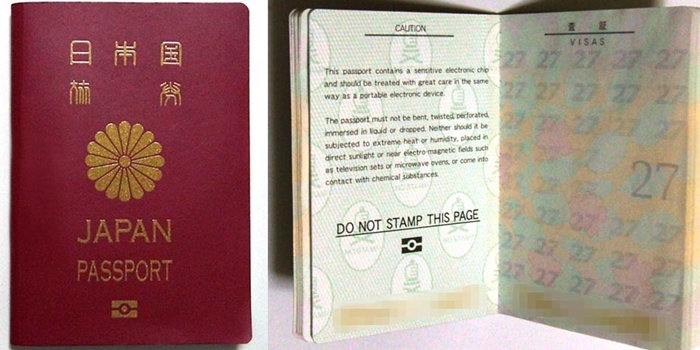 日本国
旅券
JAPAN
PASSPORT
CAUTION
This passport contains a sensitive electronic chip
and should be treated with great care in the same
way as a portable electronic device.
The passport must not be bent, twisted, perforated,
immersed in liquid or dropped. Neither should it be
subjected to extreme heat or humidity, placed in
direct sunlight or near electro-magnetic fields such
as television sets or microwave ovens, or come into
contact with chemical substances.
DO NOT STAMP THIS PAGE
査 証
VISAS
27